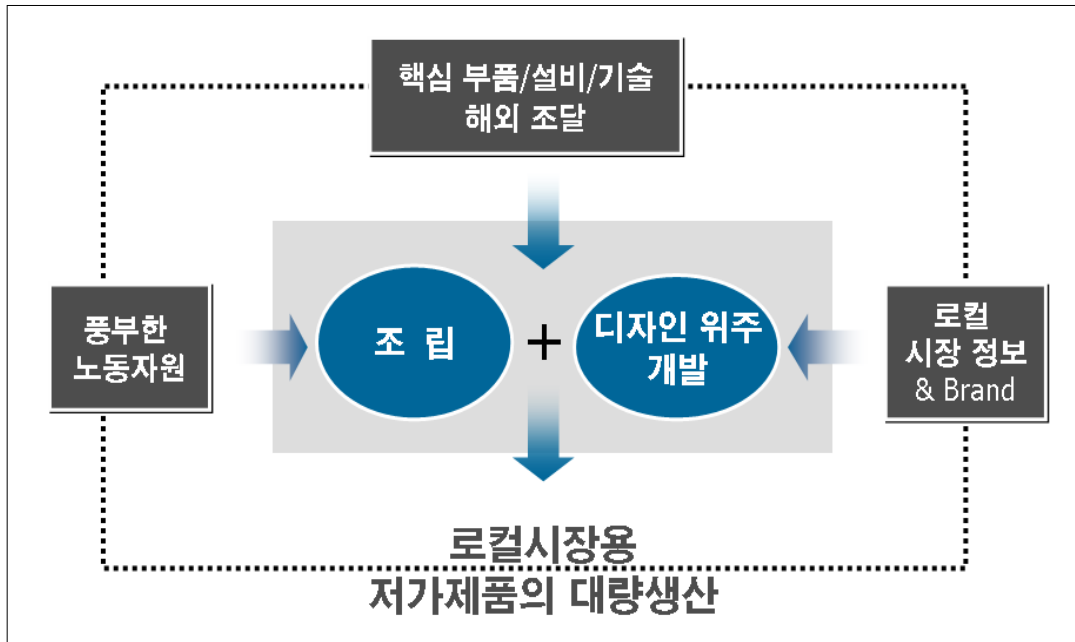 핵심 부품/설비/기술
해외 조달
풍부한
노동자원
조 립
+
디자인 위주
개발
로컬
시장 정보
& Brand
로컬시장용
저가제품의 대량생산